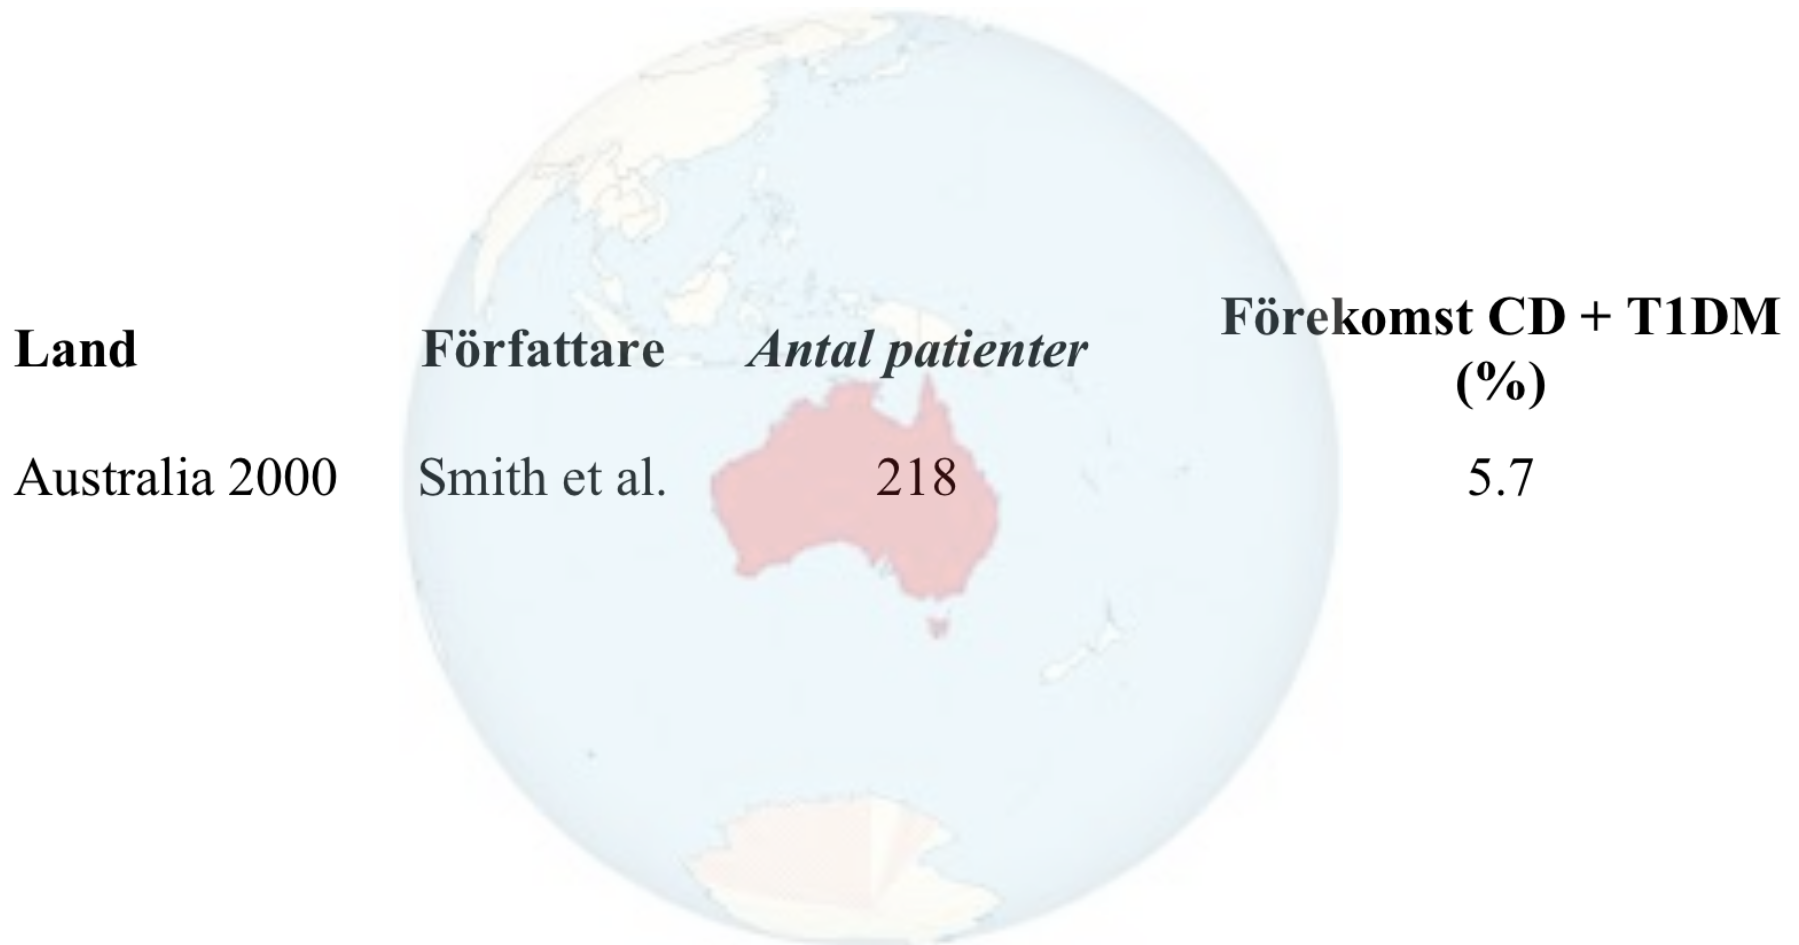 Land Författare Antal patienter Förekomst CD + T1DM
(%)
Australia 2000 Smith et al. 218 5.7